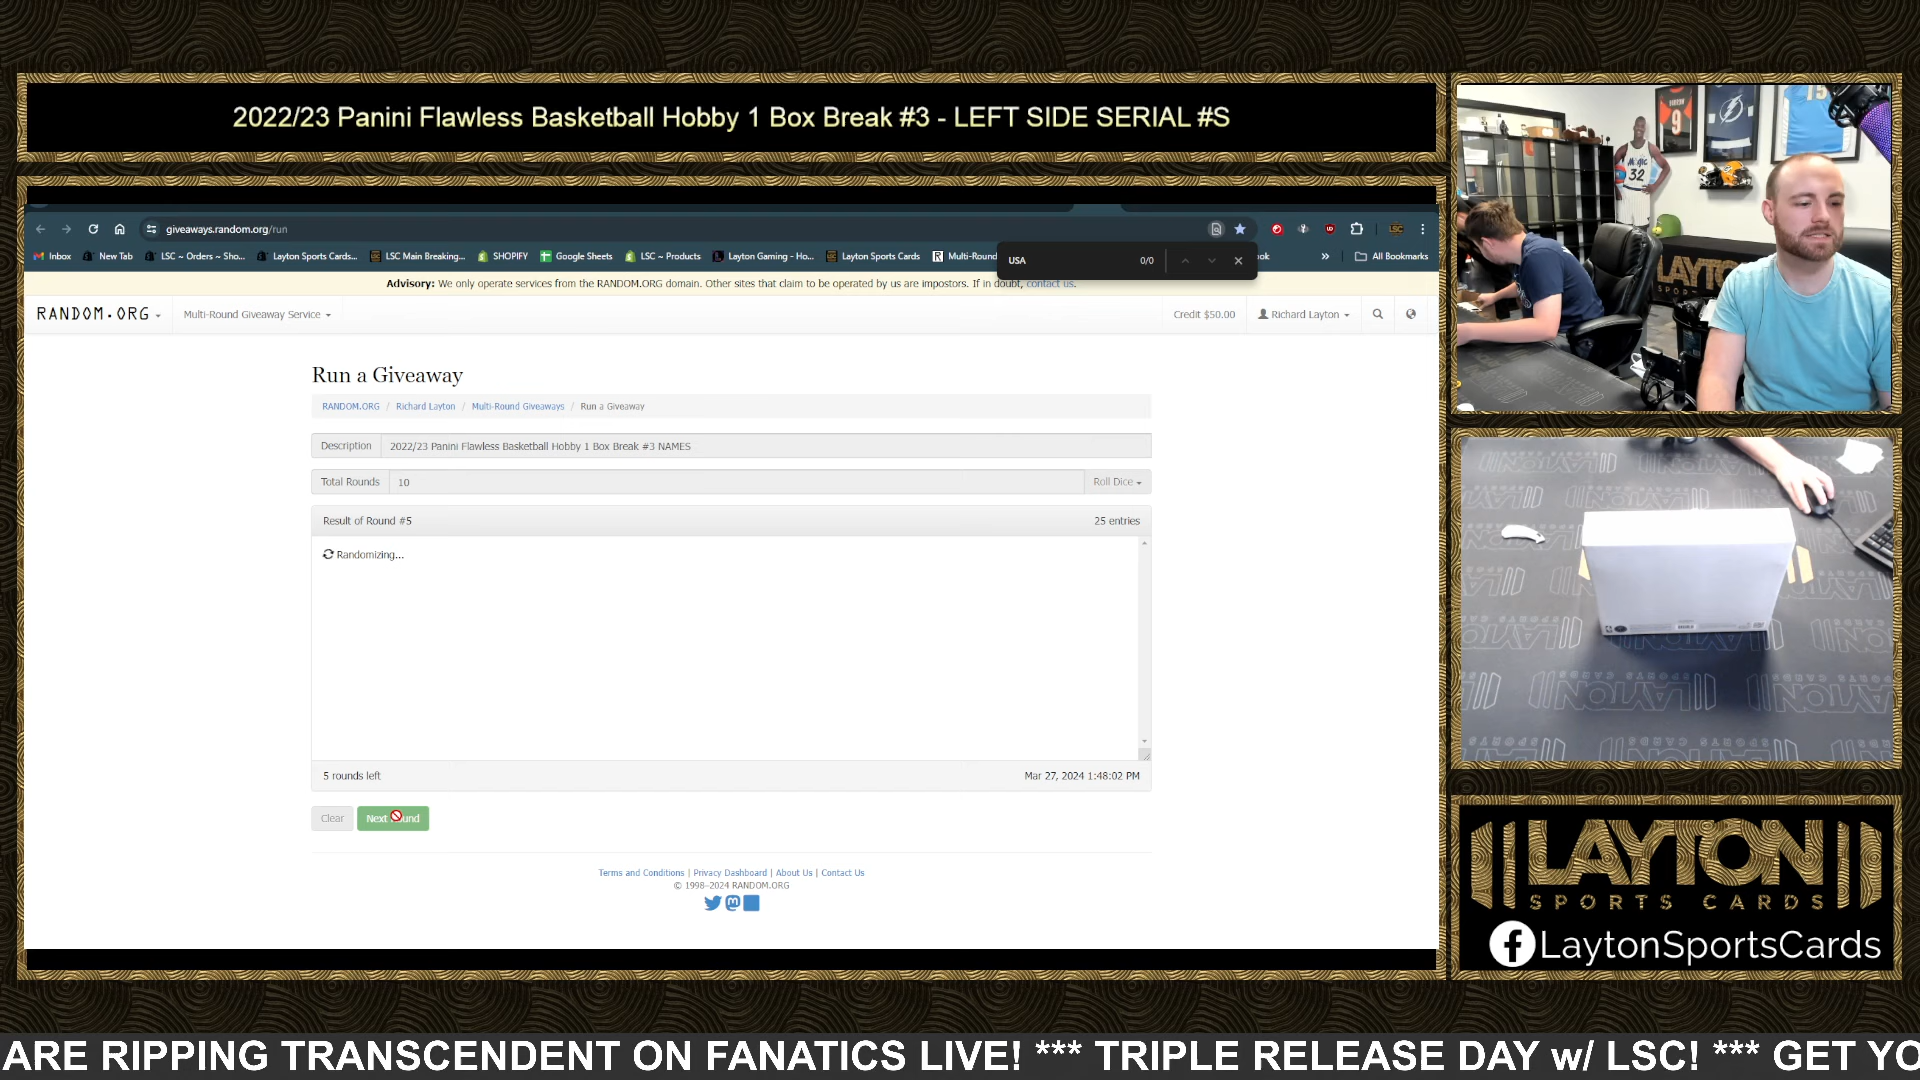 2022/23 Panini Flawless Basketball Hobby 1 Box Break #3 - LEFT SIDE SERIAL #S
giveaways.random.org/run
Inbox
New Tab
LSC ~ Orders ~ Sho...
Layton Sports Cards...
LSC Main Breaking...
SHOPIFY
Google Sheets
LSC ~ Products
Layton Gaming - Ho...
Layton Sports Cards
Multi-Round
USA
0/0
All Bookmarks
Advisory: We only operate services from the RANDOM.ORG domain. Other sites that claim to be operated by us are impostors. If in doubt, contact us.
RANDOM.ORG
Multi-Round Giveaway Service
Credit $50.00
Richard Layton
Run a Giveaway
RANDOM.ORG / Richard Layton / Multi-Round Giveaways / Run a Giveaway
Description
2022/23 Panini Flawless Basketball Hobby 1 Box Break #3 NAMES
Total Rounds
10
Roll Dice
Result of Round #5
25 entries
Randomizing...
5 rounds left
Mar 27, 2024 1:48:02 PM
Clear
Terms and Conditions | Privacy Dashboard | About Us | Contact Us
© 1998–2024 RANDOM.ORG
Magic
32
9
LAYTON
LAYTON
SPORTS CARDS
LaytonSportsCards
ARE RIPPING TRANSCENDENT ON FANATICS LIVE! *** TRIPLE RELEASE DAY w/ LSC! *** GET YO